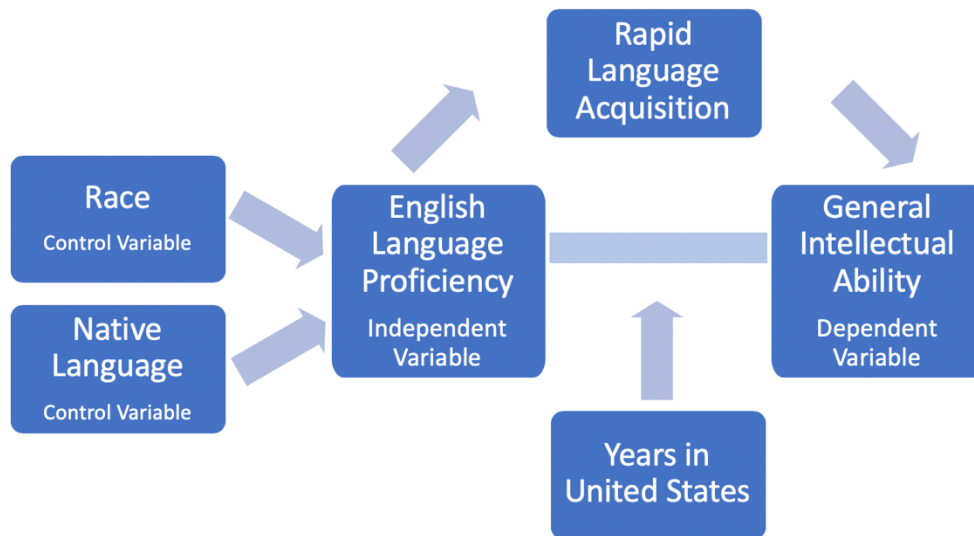 Rapid
Language
Acquisition
Race
Control Variable
English
Language
Proficiency
Independent
Variable
General
Intellectual
Ability
Dependent
Variable
Native
Language
Control Variable
Years in
United States